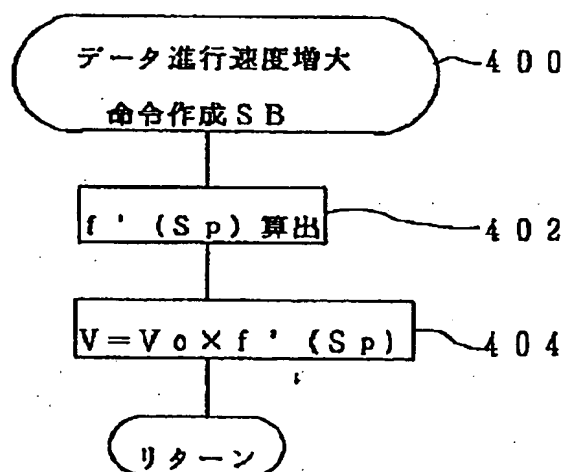 データ進行速度増大
命令作成SB
400
f'(Sp)算出
402
V=Vo×f'(Sp)
404
リターン